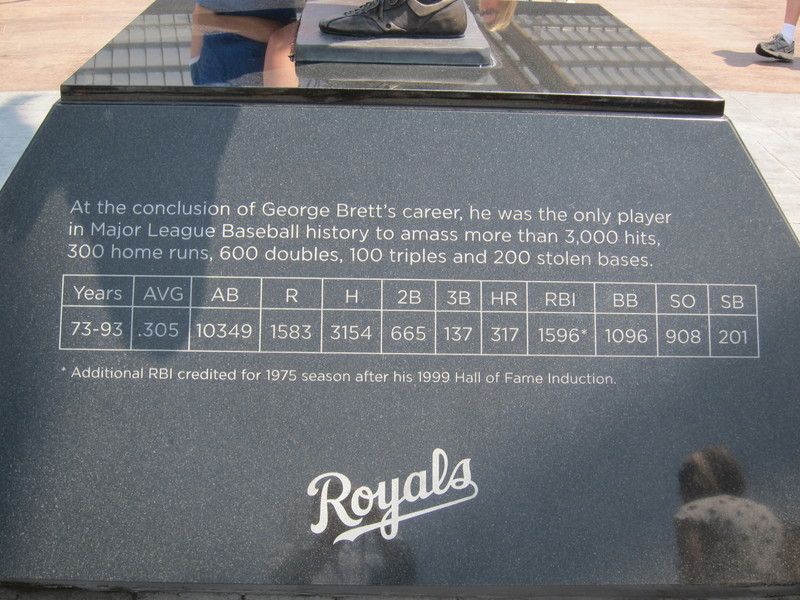 At the conclusion of George Brett's career, he was the only player
in Major League Baseball history to amass more than 3,000 hits,
300 home runs, 600 doubles, 100 triples and 200 stolen bases.
Years AVG AB R H 2B 3B HR RBI BB SO SB
73-93 .305 10349 1583 3154 665 137 317 1596* 1096 908 201
* Additional RBI credited for 1975 season after his 1999 Hall of Fame Induction.
Royals